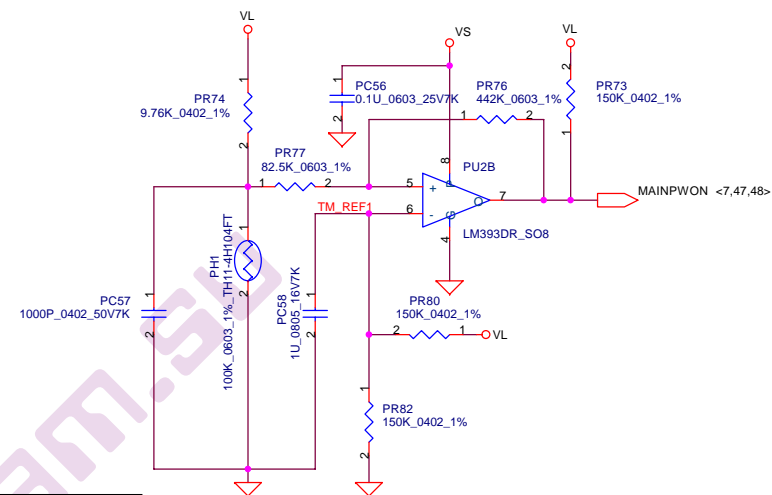 VL
VS
VL
PR74
9.76K_0402_1%
PC56
0.1U_0603_25V7K
PR76
442K_0603_1%
PR73
150K_0402_1%
1
2
1
2
1
2
2
1
PR77
82.5K_0603_1%
1
2
PU2B
8
5
+
P
O
7
6
-
G
4
LM393DR_SO8
MAINPWON <7,47,48>
TM_REF1
PH1
100K_0603_1%_TH11-4H104FT
1
2
PC57
1000P_0402_50V7K
1
2
PC58
1U_0805_16V7K
1
2
PR80
150K_0402_1%
2
1
VL
PR82
150K_0402_1%
1
2
am.su